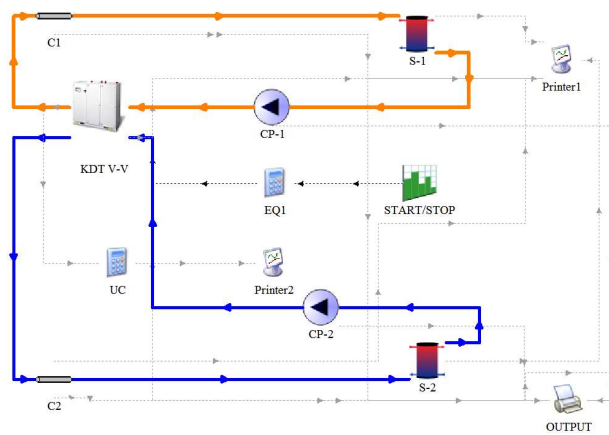 C1
S-1
Printer1
CP-1
KDT V-V
EQ1
START/STOP
UC
Printer2
CP-2
S-2
C2
OUTPUT